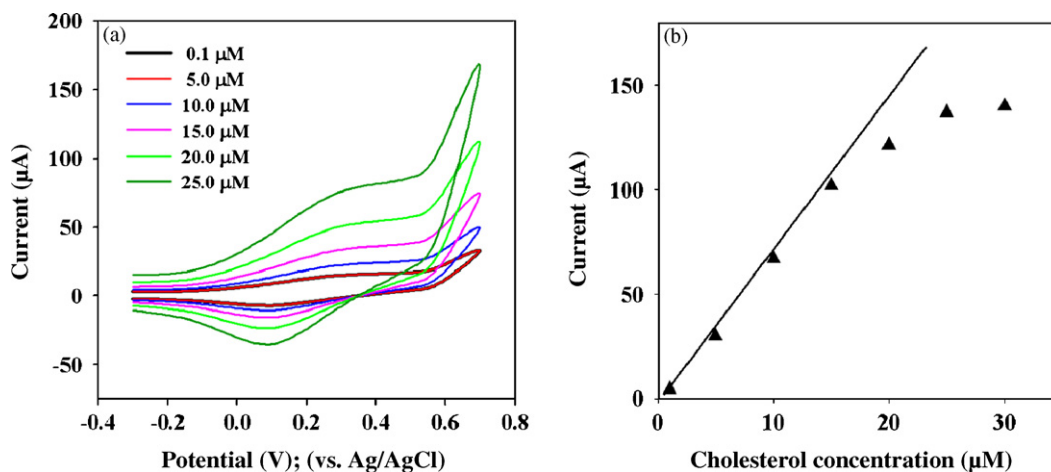 (a)
200
150
100
50
0
-50
Current (µA)
0.1 µM
5.0 µM
10.0 µM
15.0 µM
20.0 µM
25.0 µM
-0.4 -0.2 0.0 0.2 0.4 0.6 0.8
Potential (V); (vs. Ag/AgCl)
(b)
150
100
50
0
Current (µA)
0 10 20 30
Cholesterol concentration (µM)